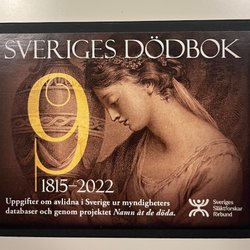 SVERIGES DÖDBOK
9
1815–2022
Uppgifter om avlidna i Sverige ur myndigheters
databaser och genom projektet Namn åt de döda.
Sveriges
Släktforskar
förbund